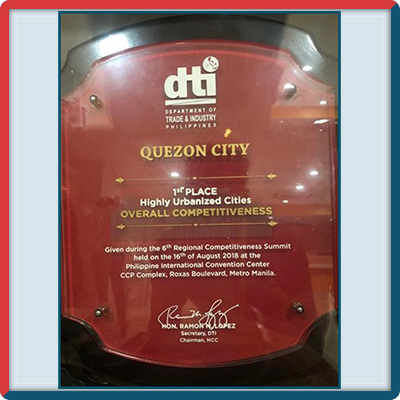 dti
DEPARTMENT OF
TRADE & INDUSTRY
PHILIPPINES
QUEZON CITY
1st PLACE
Highly Urbanized Cities
OVERALL COMPETITIVENESS
Given during the 6th Regional Competitiveness Summit
held on the 16th of August 2018 at the
Philippine International Convention Center
CCP Complex, Roxas Boulevard, Metro Manila.
HON. RAMON M. LOPEZ
Secretary, DTI
Chairman, NCC